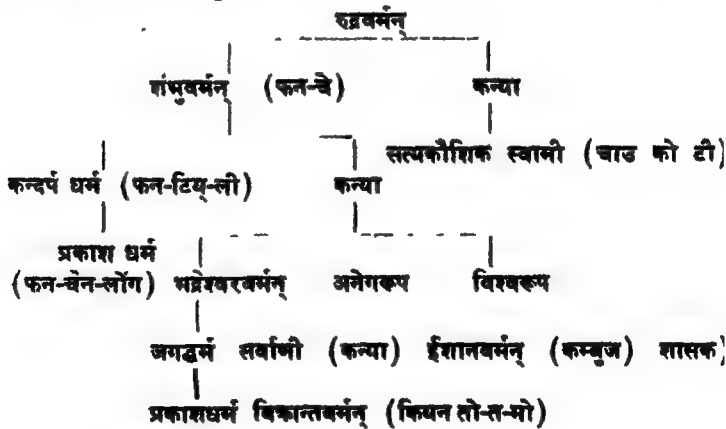 रुद्रवर्मन्
शंभुवर्मन् (फन-चे) कन्या
सत्यकौशिक स्वामी (चाउ को टी)
कन्दर्प धर्म (फन-टिय्-ली) कन्या
प्रकाश धर्म
(फन-चेन-लोंग) भद्रेश्वरवर्मन् अनेगरूप विश्वरूप
जगद्धर्म सर्वाणी (कन्या) ईशानवर्मन् (कम्बुज) शासक)
प्रकाशधर्म विक्रान्तवर्मन् (कियन तो-त-मो)